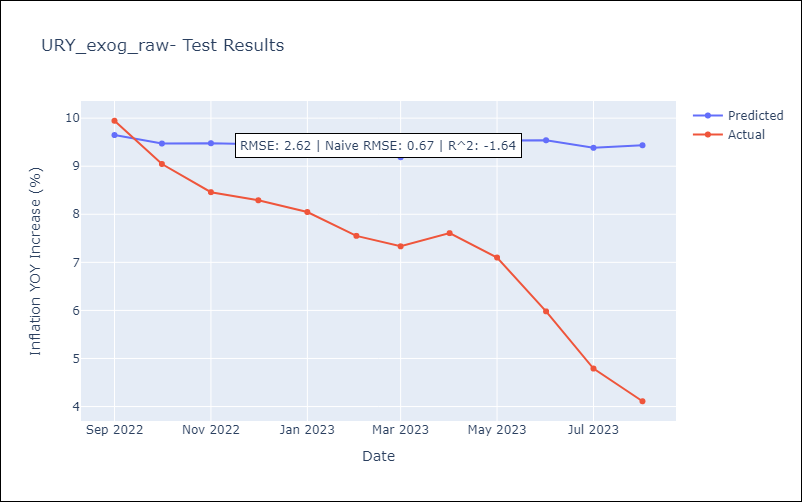 URY_exog_raw- Test Results
Predicted
Actual
RMSE: 2.62 | Naive RMSE: 0.67 | R^2: -1.64
Inflation YOY Increase (%)
10
9
8
7
6
5
4
Sep 2022
Nov 2022
Jan 2023
Mar 2023
May 2023
Jul 2023
Date